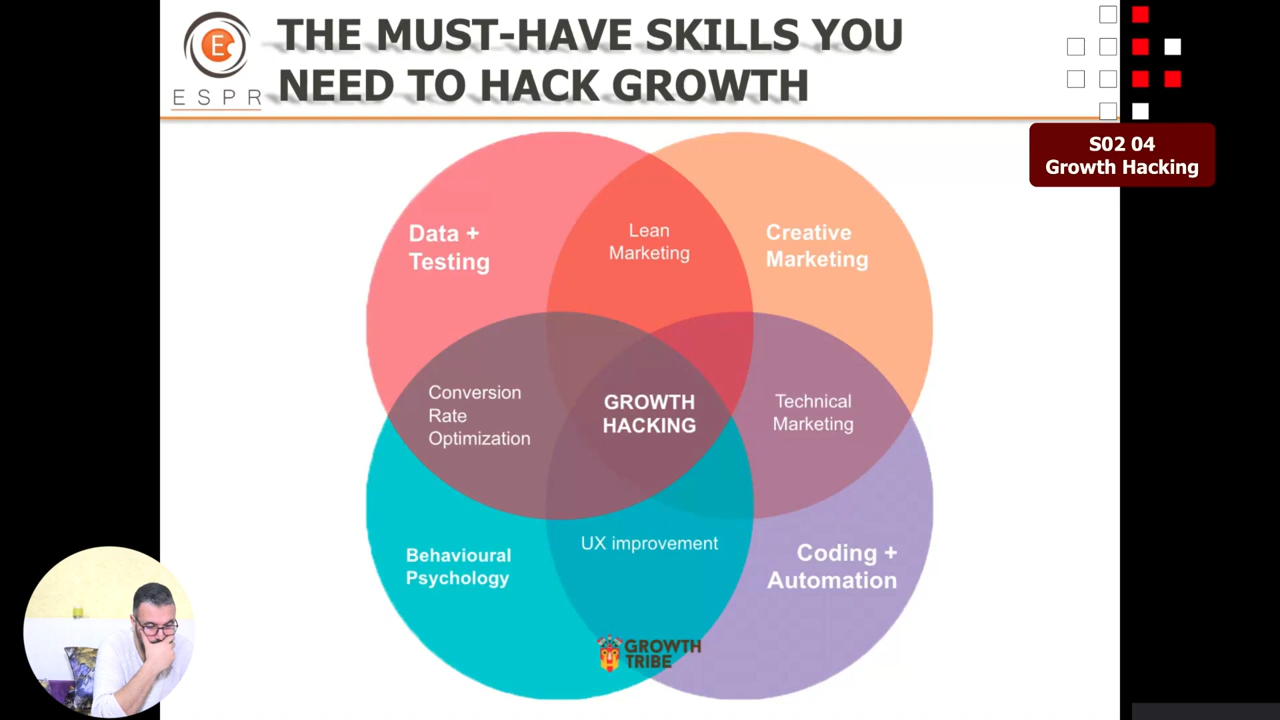 E
ESPR
THE MUST-HAVE SKILLS YOU
NEED TO HACK GROWTH
S02 04
Growth Hacking
Data +
Testing
Lean
Marketing
Creative
Marketing
Conversion
Rate
Optimization
GROWTH
HACKING
Technical
Marketing
Behavioural
Psychology
UX improvement
Coding +
Automation
GROWTH
TRIBE